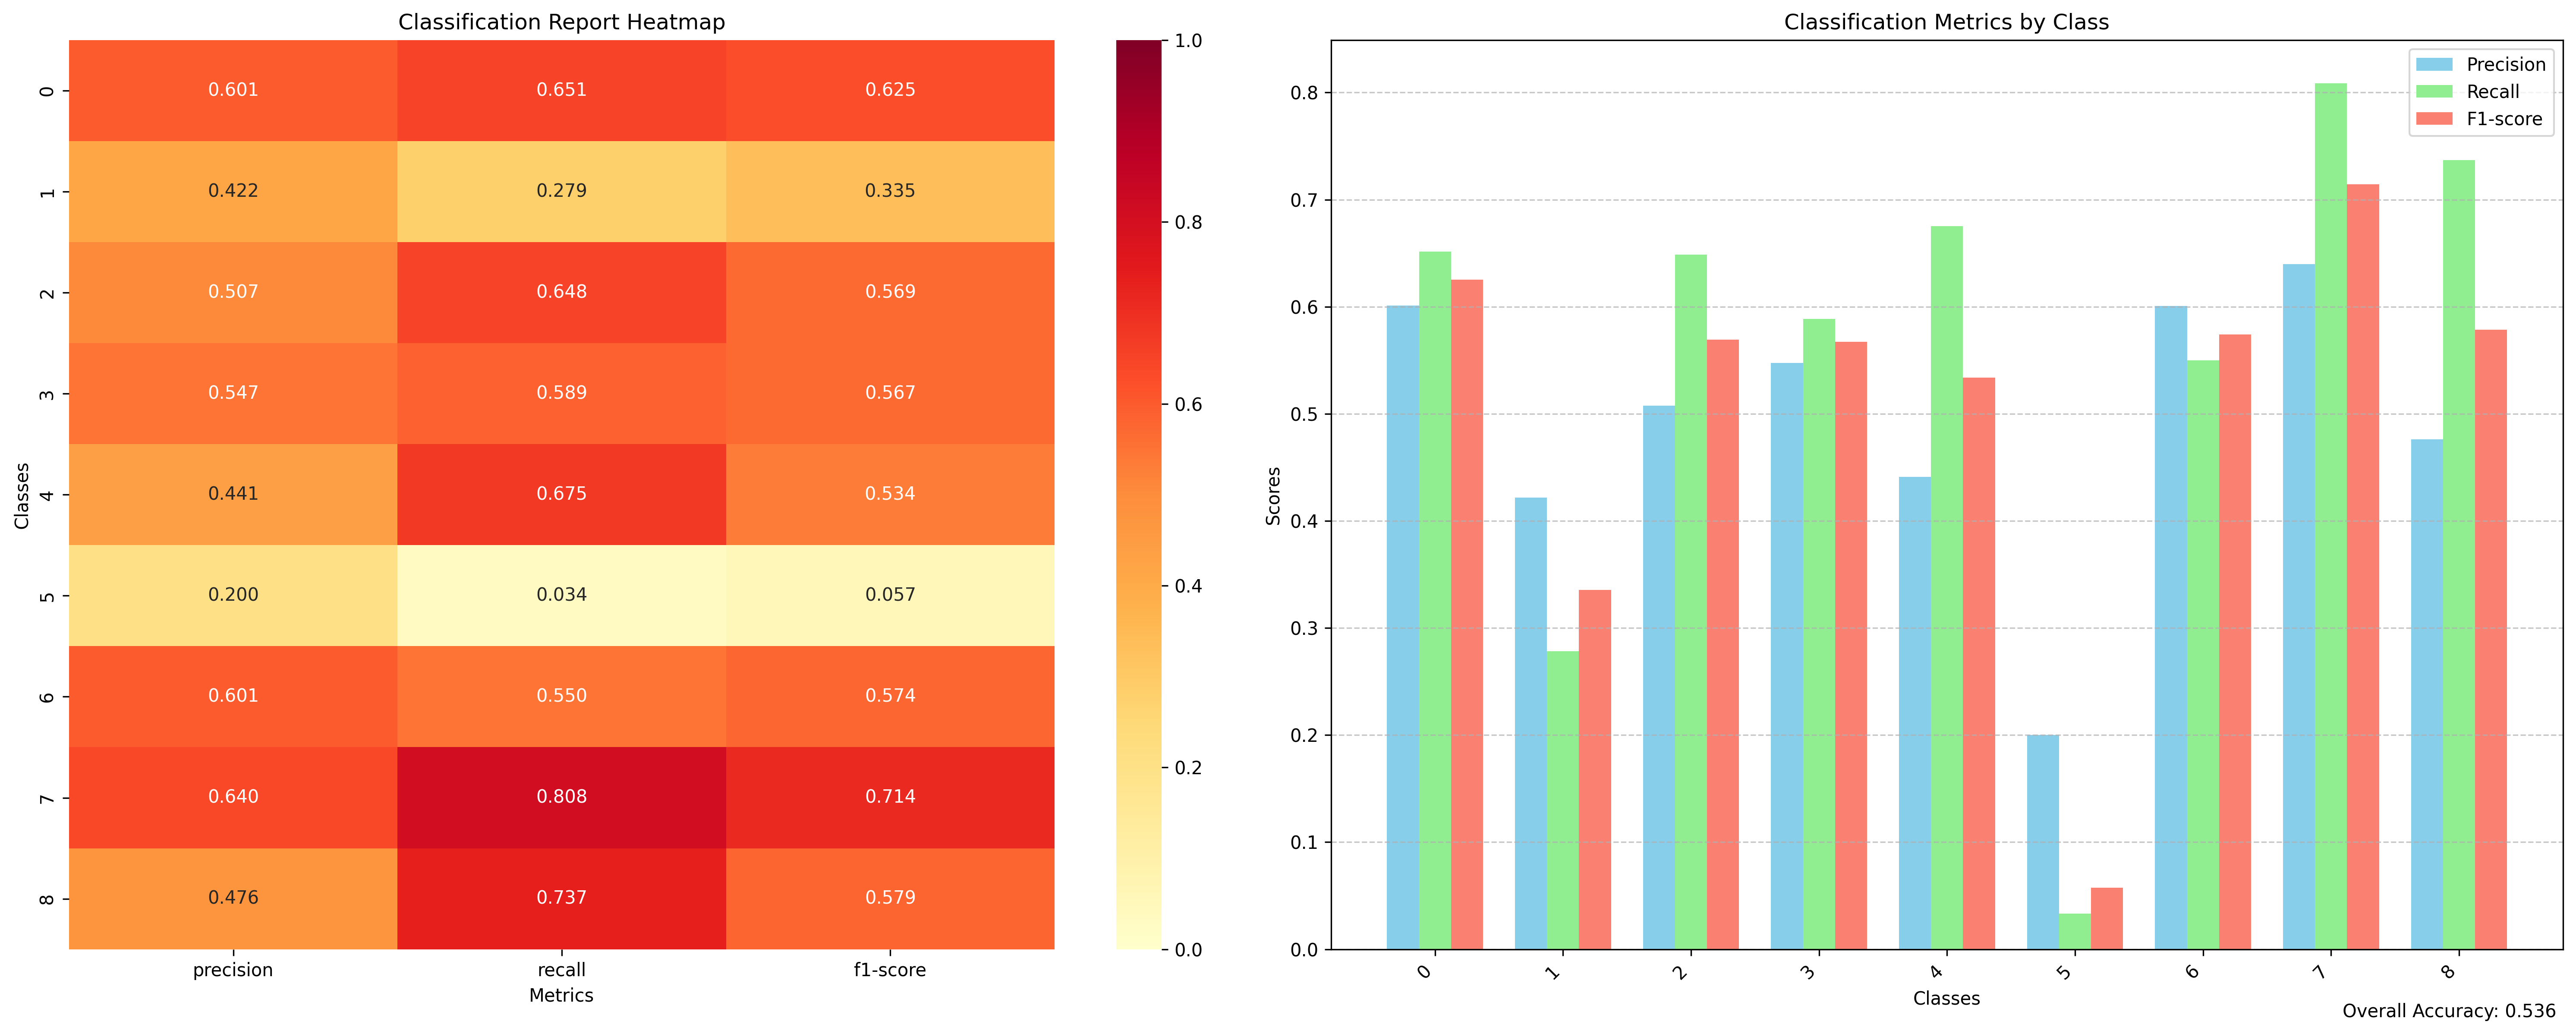 Classification Report Heatmap
Classes
0 0.601 0.651 0.625
1 0.422 0.279 0.335
2 0.507 0.648 0.569
3 0.547 0.589 0.567
4 0.441 0.675 0.534
5 0.200 0.034 0.057
6 0.601 0.550 0.574
7 0.640 0.808 0.714
8 0.476 0.737 0.579
precision recall f1-score
Metrics
1.0
0.8
0.6
0.4
0.2
0.0
Classification Metrics by Class
Precision
Recall
F1-score
Scores
0.8
0.7
0.6
0.5
0.4
0.3
0.2
0.1
0.0
0 1 2 3 4 5 6 7 8
Classes
Overall Accuracy: 0.536